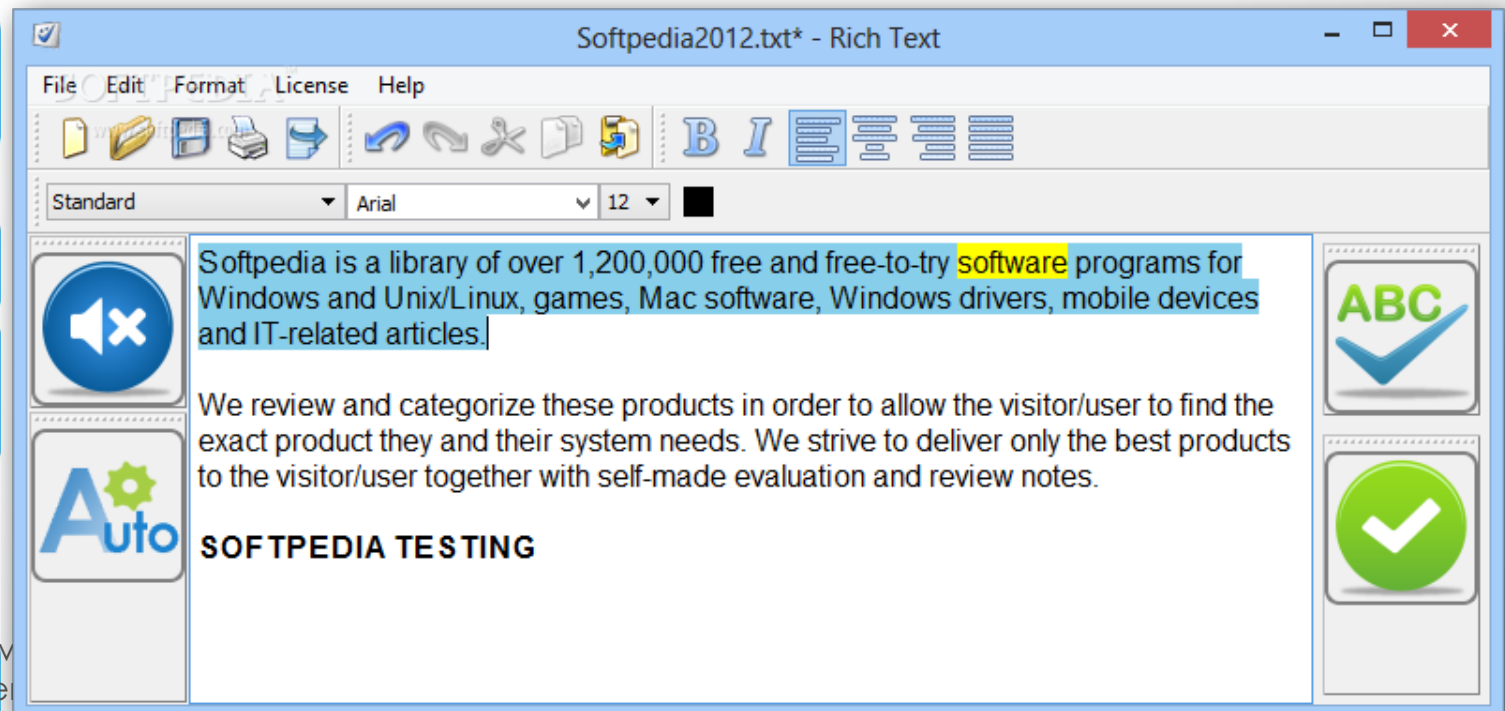 Softpedia2012.txt* - Rich Text
File Edit Format License Help
SOFTPEDIA
www.softpedia.com
B I
Standard Arial 12
Softpedia is a library of over 1,200,000 free and free-to-try software programs for
Windows and Unix/Linux, games, Mac software, Windows drivers, mobile devices
and IT-related articles.
ABC
We review and categorize these products in order to allow the visitor/user to find the
exact product they and their system needs. We strive to deliver only the best products
to the visitor/user together with self-made evaluation and review notes.
Auto
SOFTPEDIA TESTING